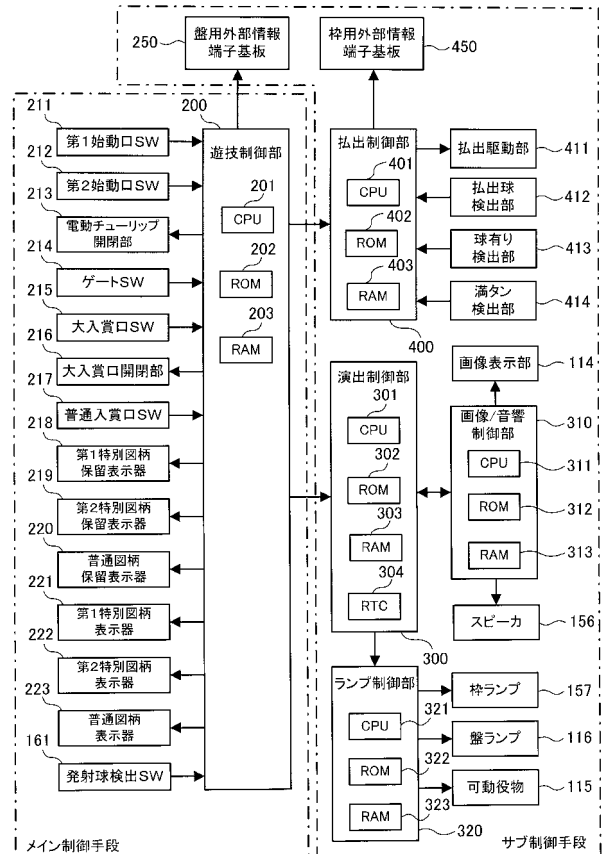 250
盤用外部情報
端子基板
枠用外部情報
端子基板
450
211
第1始動口SW
212
第2始動口SW
213
電動チューリップ
開閉部
214
ゲートSW
215
大入賞口SW
216
大入賞口開閉部
217
普通入賞口SW
218
第1特別図柄
保留表示器
219
第2特別図柄
保留表示器
220
普通図柄
保留表示器
221
第1特別図柄
表示器
222
第2特別図柄
表示器
223
普通図柄
表示器
161
発射球検出SW
メイン制御手段
200
遊技制御部
201
CPU
202
ROM
203
RAM
払出制御部
401
CPU
402
ROM
403
RAM
400
払出駆動部
411
払出球
検出部
412
球有り
検出部
413
満タン
検出部
414
演出制御部
301
CPU
302
ROM
303
RAM
304
RTC
300
画像表示部
114
画像/音響
制御部
310
CPU
311
ROM
312
RAM
313
スピーカ
156
ランプ制御部
321
CPU
322
ROM
323
RAM
320
枠ランプ
157
盤ランプ
116
可動役物
115
サブ制御手段